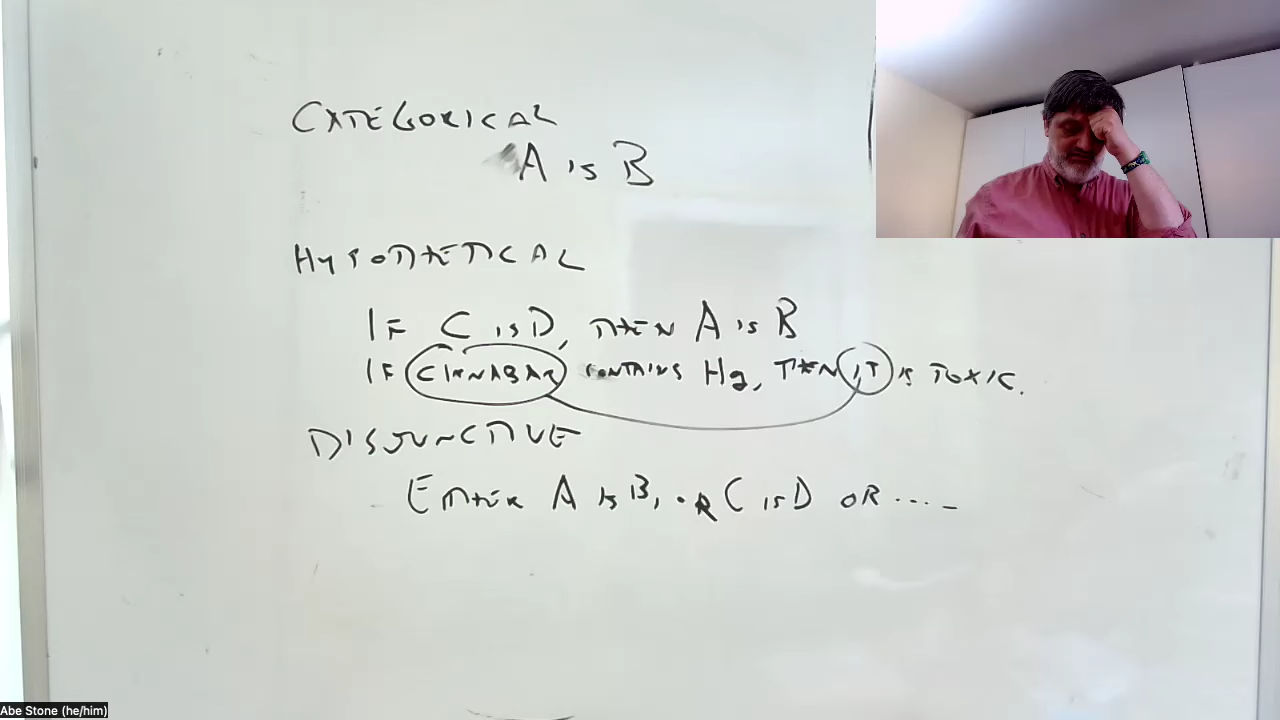 CATEGORICAL
A IS B
HYPOTHETICAL
IF C IS D, THEN A IS B
IF CINNABAR CONTAINS Hg, THEN IT IS TOXIC.
DISJUNCTIVE
EITHER A IS B, OR C IS D OR ....
Abe Stone (he/him)